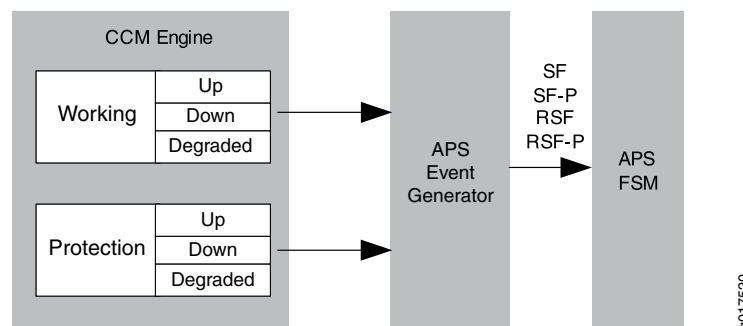 CCM Engine
Working
Up
Down
Degraded
Protection
Up
Down
Degraded
APS
Event
Generator
SF
SF-P
RSF
RSF-P
APS
FSM